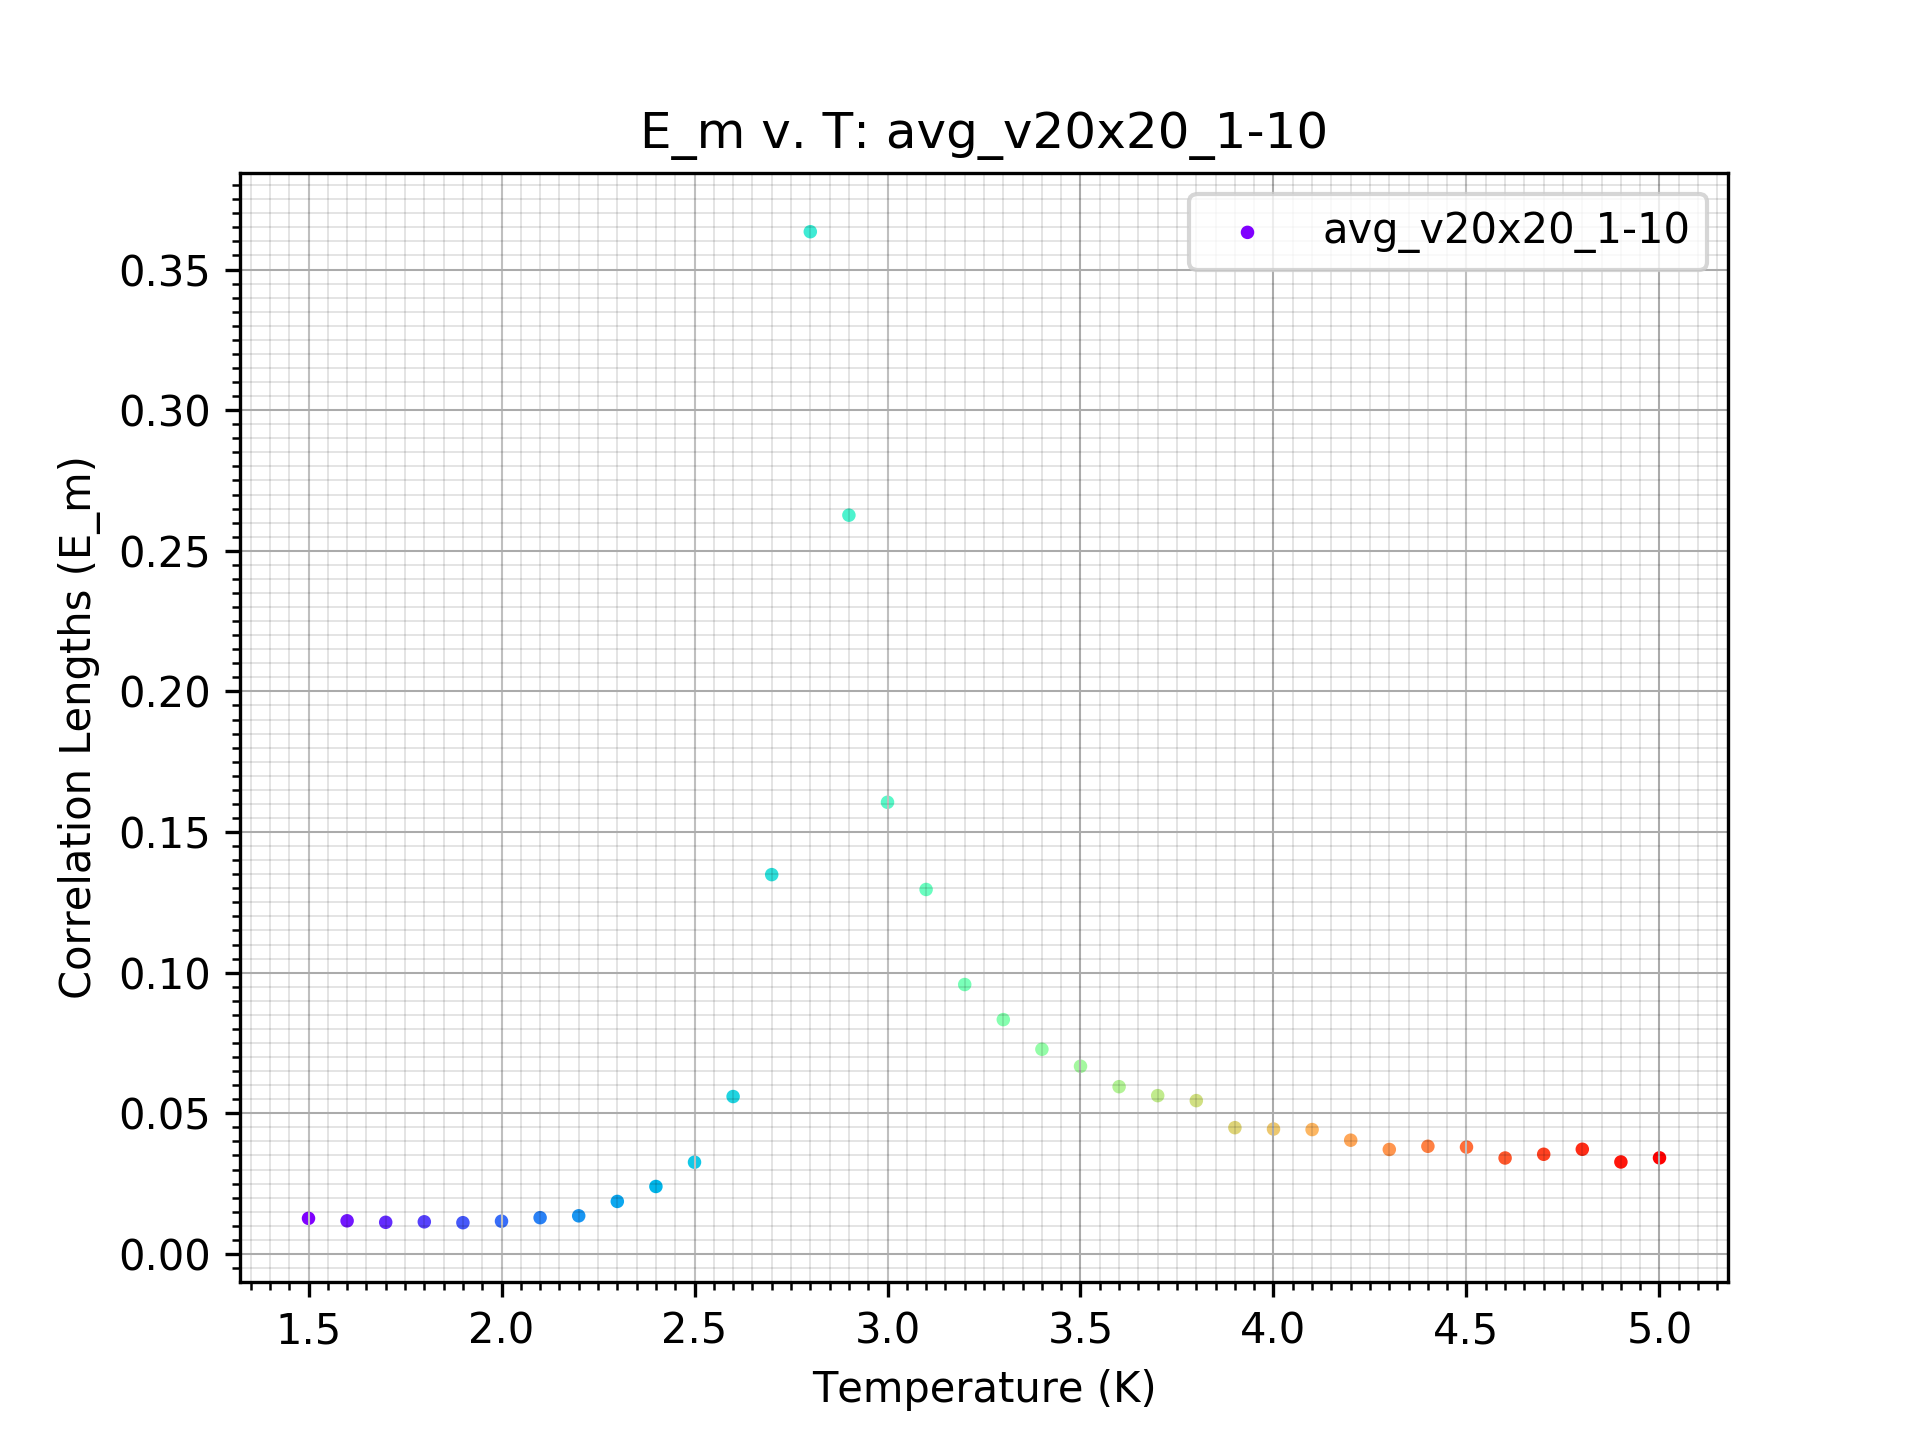 E_m v. T: avg_v20x20_1-10
avg_v20x20_1-10
Correlation Lengths (E_m)
0.35
0.30
0.25
0.20
0.15
0.10
0.05
0.00
1.5 2.0 2.5 3.0 3.5 4.0 4.5 5.0
Temperature (K)